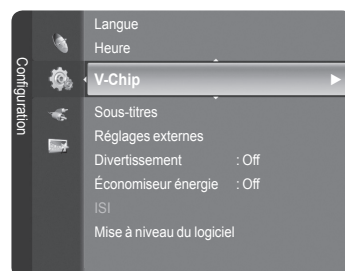 Configuration
Langue
Heure
V-Chip
Sous-titres
Réglages externes
Divertissement : Off
Économiseur énergie : Off
ISI
Mise à niveau du logiciel